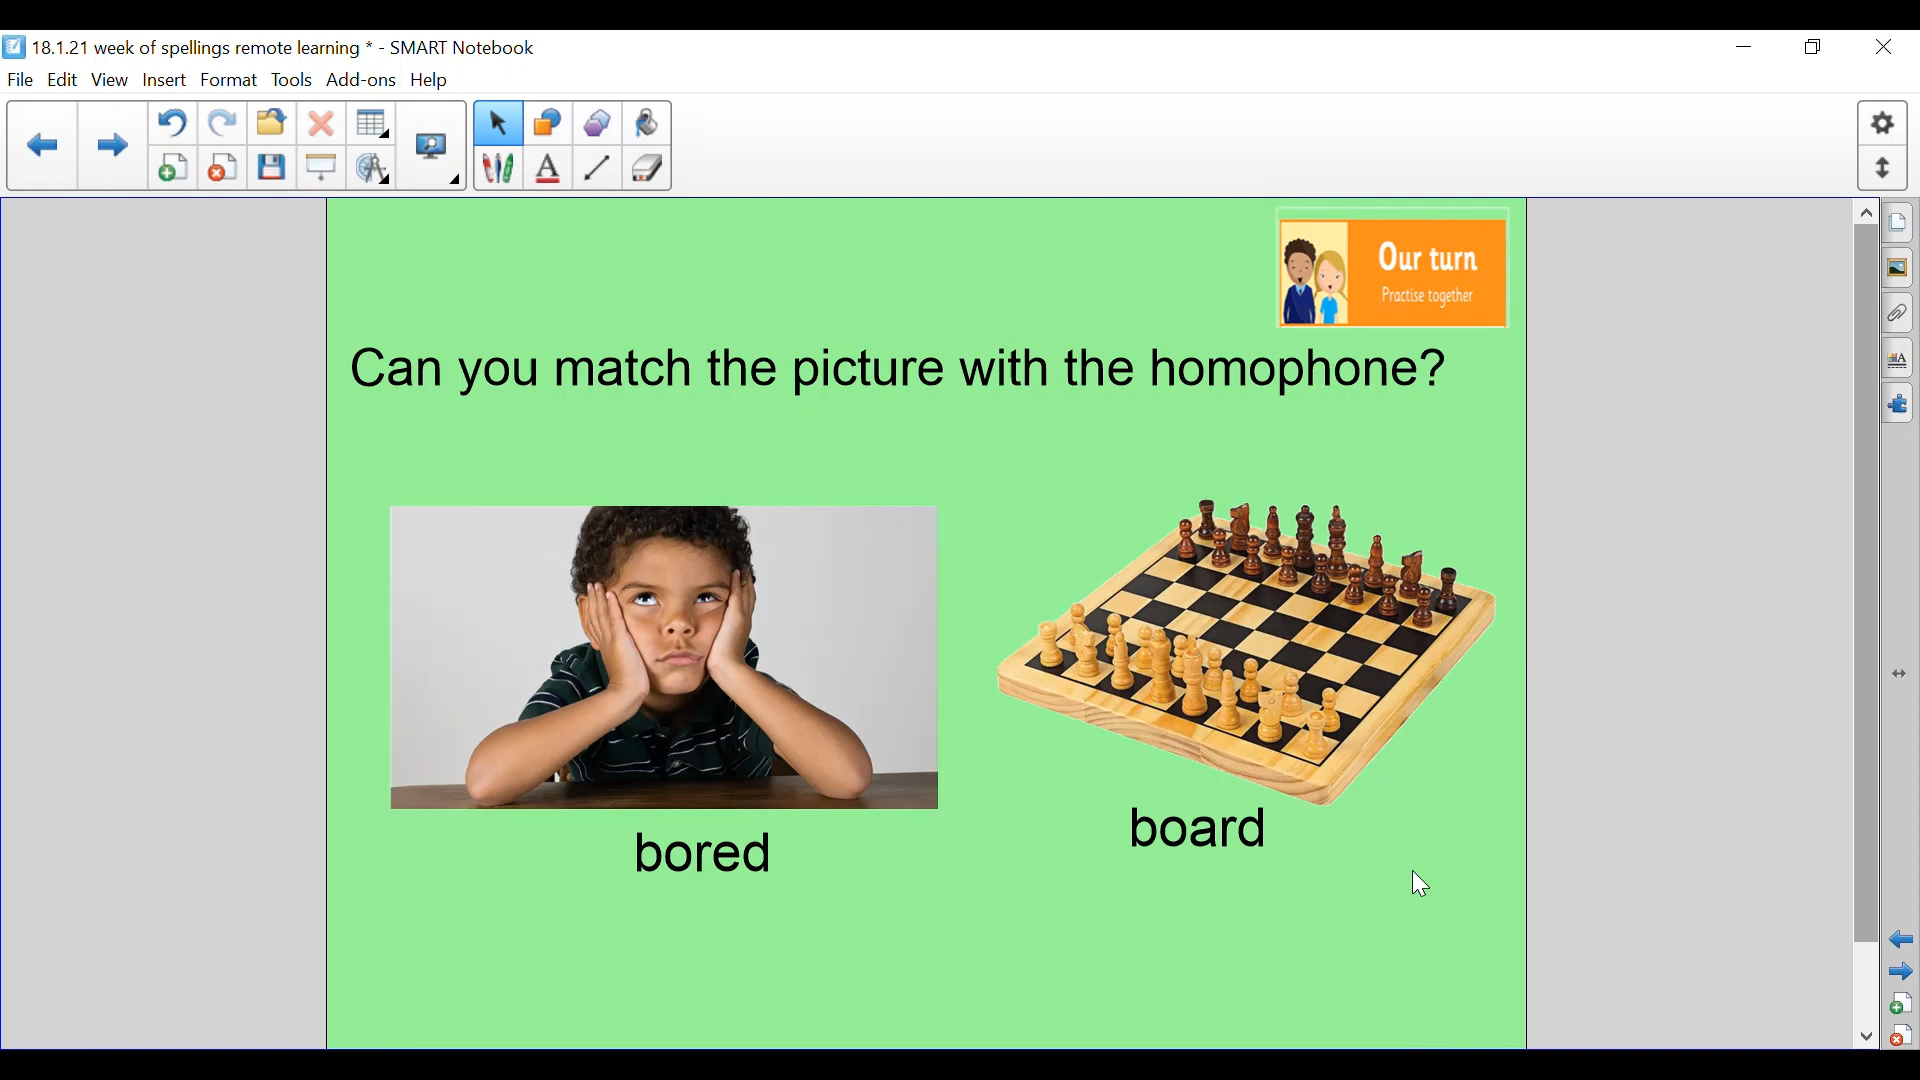 18.1.21 week of spellings remote learning * - SMART Notebook
File Edit View Insert Format Tools Add-ons Help
Our turn
Practise together
Can you match the picture with the homophone?
bored
board